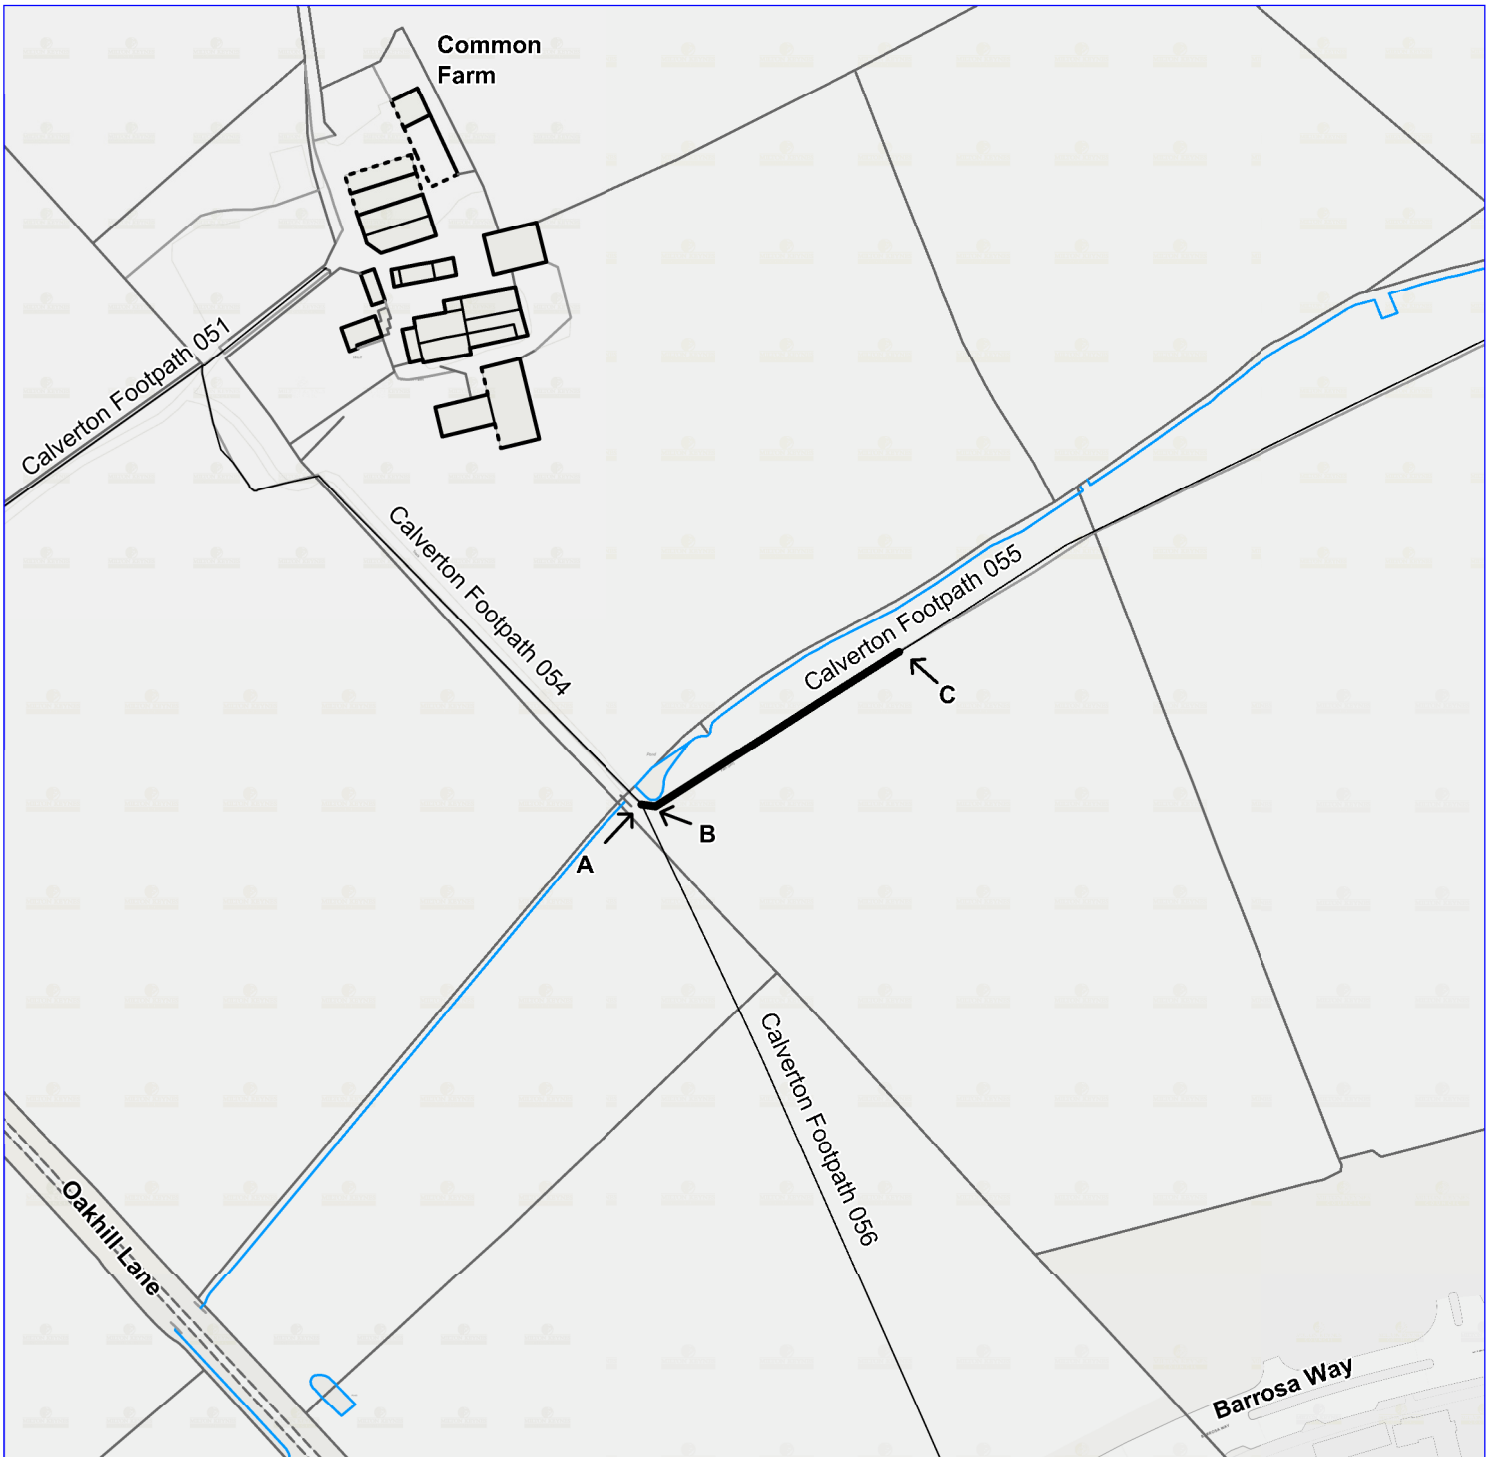 Common
Farm
Calverton Footpath 051
Calverton Footpath 054
Calverton Footpath 055
C
B
A
Calverton Footpath 056
Oakhill Lane
Barrosa Way